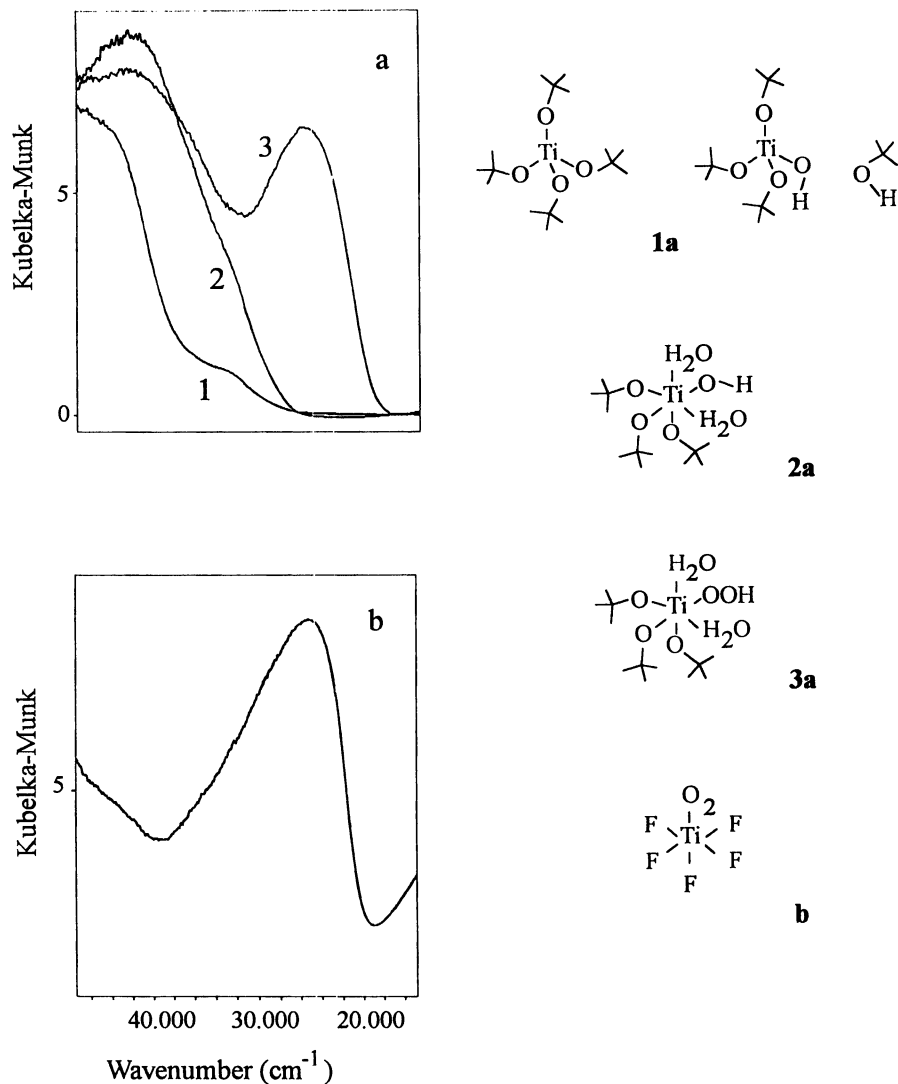 a
Kubelka-Munk
5
0
1
2
3
O
Ti
O
O
O
O
Ti
O
O
O
H
O
H
1a
H2O
O
Ti
O
H
O
O
H2O
2a
H2O
O
Ti
OOH
O
O
H2O
3a
b
Kubelka-Munk
5
40.000
30.000
20.000
Wavenumber (cm-1)
O2
F
Ti
F
F
F
F
b